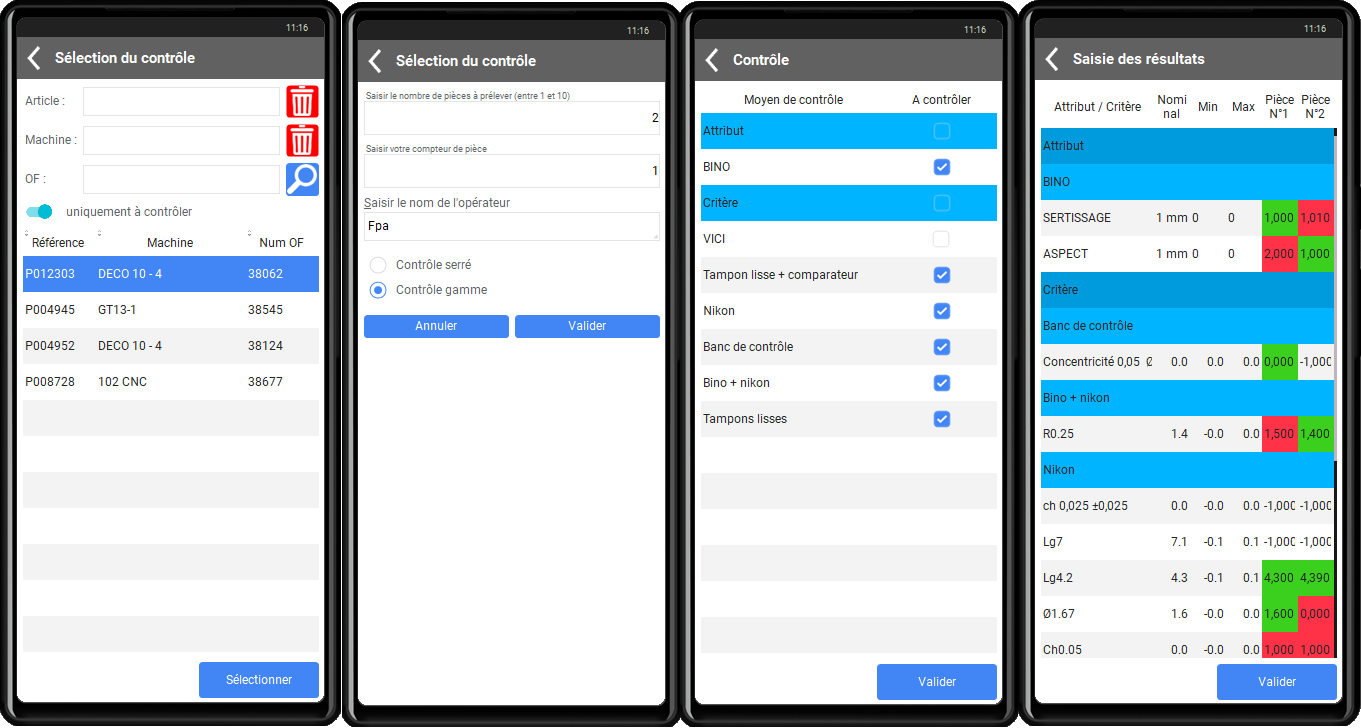 11:16
Sélection du contrôle
Article :
Machine :
OF :
uniquement à contrôler
Référence Machine Num OF
P012303 DECO 10 - 4 38062
P004945 GT13-1 38545
P004952 DECO 10 - 4 38124
P008728 102 CNC 38677
Sélectionner
11:16
Sélection du contrôle
Saisir le nombre de pièces à prélever (entre 1 et 10)
2
Saisir votre compteur de pièce
1
Saisir le nom de l'opérateur
Fpa
Contrôle serré
Contrôle gamme
Annuler Valider
11:16
Contrôle
Moyen de contrôle A contrôler
Attribut
BINO
Critère
VICI
Tampon lisse + comparateur
Nikon
Banc de contrôle
Bino + nikon
Tampons lisses
Valider
11:16
Saisie des résultats
Attribut / Critère Nomi nal Min Max Pièce N°1 Pièce N°2
Attribut
BINO
SERTISSAGE 1 mm 0 0 1,000 1,010
ASPECT 1 mm 0 0 2,000 1,000
Critère
Banc de contrôle
Concentricité 0,05 Ø 0.0 0.0 0.0 0,000 -1,000
Bino + nikon
R0.25 1.4 -0.0 0.0 1,500 1,400
Nikon
ch 0,025 ±0,025 0.0 -0.0 0.0 -1,000 -1,000
Lg7 7.1 -0.1 0.1 -1,000 -1,000
Lg4.2 4.3 -0.1 0.1 4,300 4,390
Ø1.67 1.6 -0.0 0.0 1,600 0,000
Ch0.05 0.0 -0.0 0.0 1,000 1,000
Valider